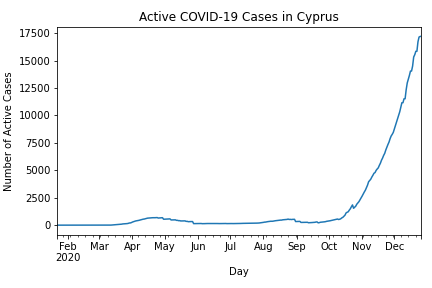 Active COVID-19 Cases in Cyprus
Number of Active Cases
17500
15000
12500
10000
7500
5000
2500
0
Feb Mar Apr May Jun Jul Aug Sep Oct Nov Dec
2020
Day